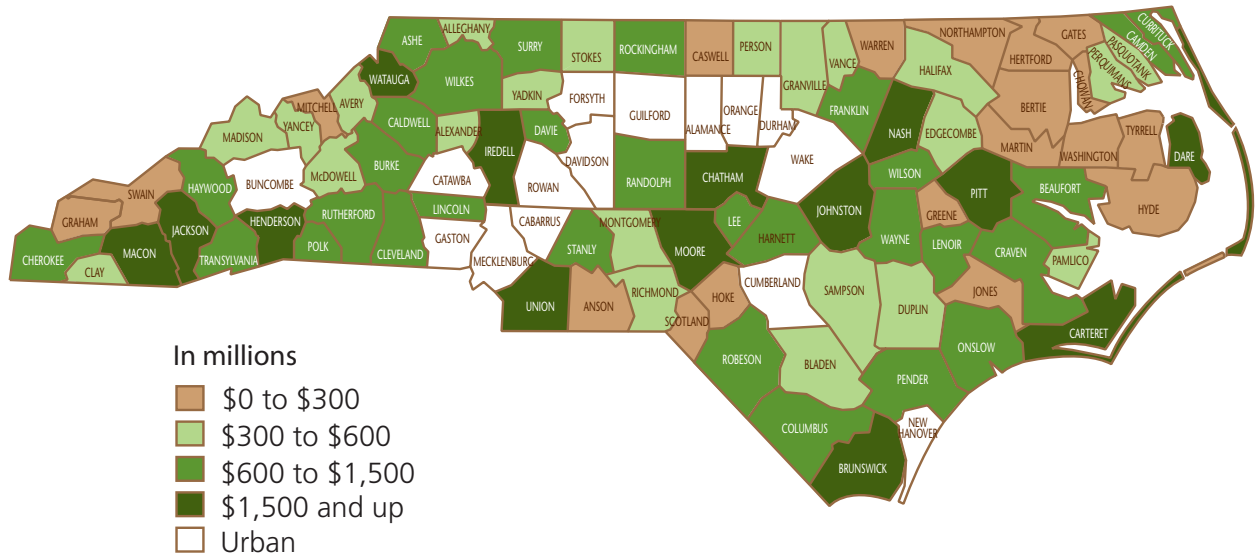 ALLEGHANY
ASHE
SURRY
STOKES
ROCKINGHAM
CASWELL
PERSON
VANCE
WARREN
NORTHAMPTON
GATES
CURRITUCK
CAMDEN
PASQUOTANK
PERQUIMANS
CHOWAN
HERTFORD
HALIFAX
GRANVILLE
WATAUGA
WILKES
YADKIN
FORSYTH
GUILFORD
ALAMANCE
ORANGE
DURHAM
FRANKLIN
NASH
EDGECOMBE
BERTIE
MARTIN
WASHINGTON
TYRRELL
DARE
MITCHELL
AVERY
YANCEY
MADISON
CALDWELL
ALEXANDER
IREDELL
DAVIE
DAVIDSON
RANDOLPH
CHATHAM
WAKE
WILSON
PITT
BEAUFORT
HYDE
McDOWELL
BURKE
CATAWBA
ROWAN
HAYWOOD
BUNCOMBE
SWAIN
GRAHAM
CHEROKEE
CLAY
MACON
JACKSON
TRANSYLVANIA
HENDERSON
POLK
RUTHERFORD
CLEVELAND
LINCOLN
GASTON
MECKLENBURG
CABARRUS
STANLY
MONTGOMERY
MOORE
LEE
HARNETT
JOHNSTON
WAYNE
GREENE
LENOIR
CRAVEN
PAMLICO
UNION
ANSON
RICHMOND
SCOTLAND
HOKE
CUMBERLAND
SAMPSON
DUPLIN
JONES
CARTERET
ONSLOW
PENDER
BLADEN
ROBESON
COLUMBUS
BRUNSWICK
NEW
HANOVER
In millions
$0 to $300
$300 to $600
$600 to $1,500
$1,500 and up
Urban